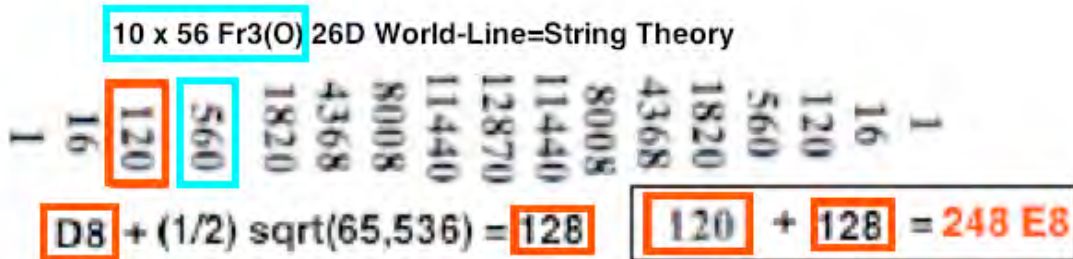 10 x 56 Fr3(O) 26D World-Line=String Theory
1 16 120 560 1820 4368 8008 11440 12870 11440 8008 4368 1820 560 120 16 1
D8 + (1/2) sqrt(65,536) = 128 120 + 128 = 248 E8